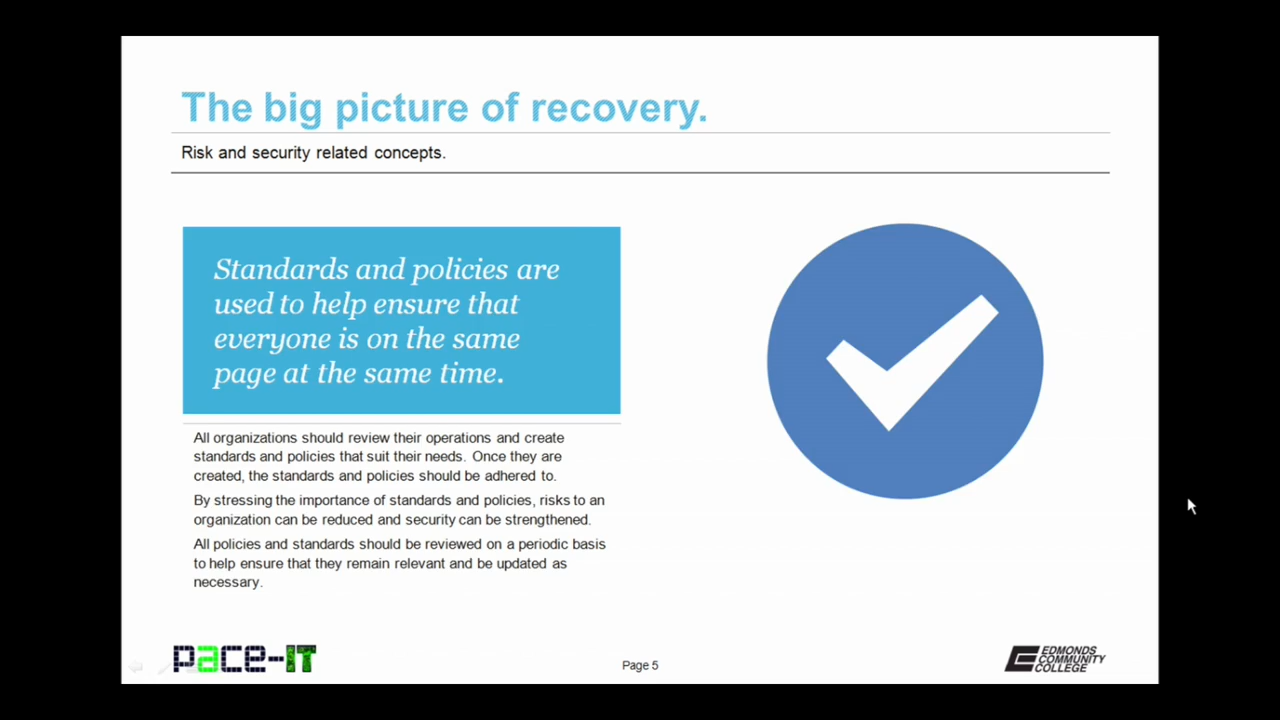 The big picture of recovery.
Risk and security related concepts.
Standards and policies are
used to help ensure that
everyone is on the same
page at the same time.
All organizations should review their operations and create
standards and policies that suit their needs. Once they are
created, the standards and policies should be adhered to.
By stressing the importance of standards and policies, risks to an
organization can be reduced and security can be strengthened.
All policies and standards should be reviewed on a periodic basis
to help ensure that they remain relevant and be updated as
necessary.
pace-IT
Page 5
EDMONDS
COMMUNITY
COLLEGE